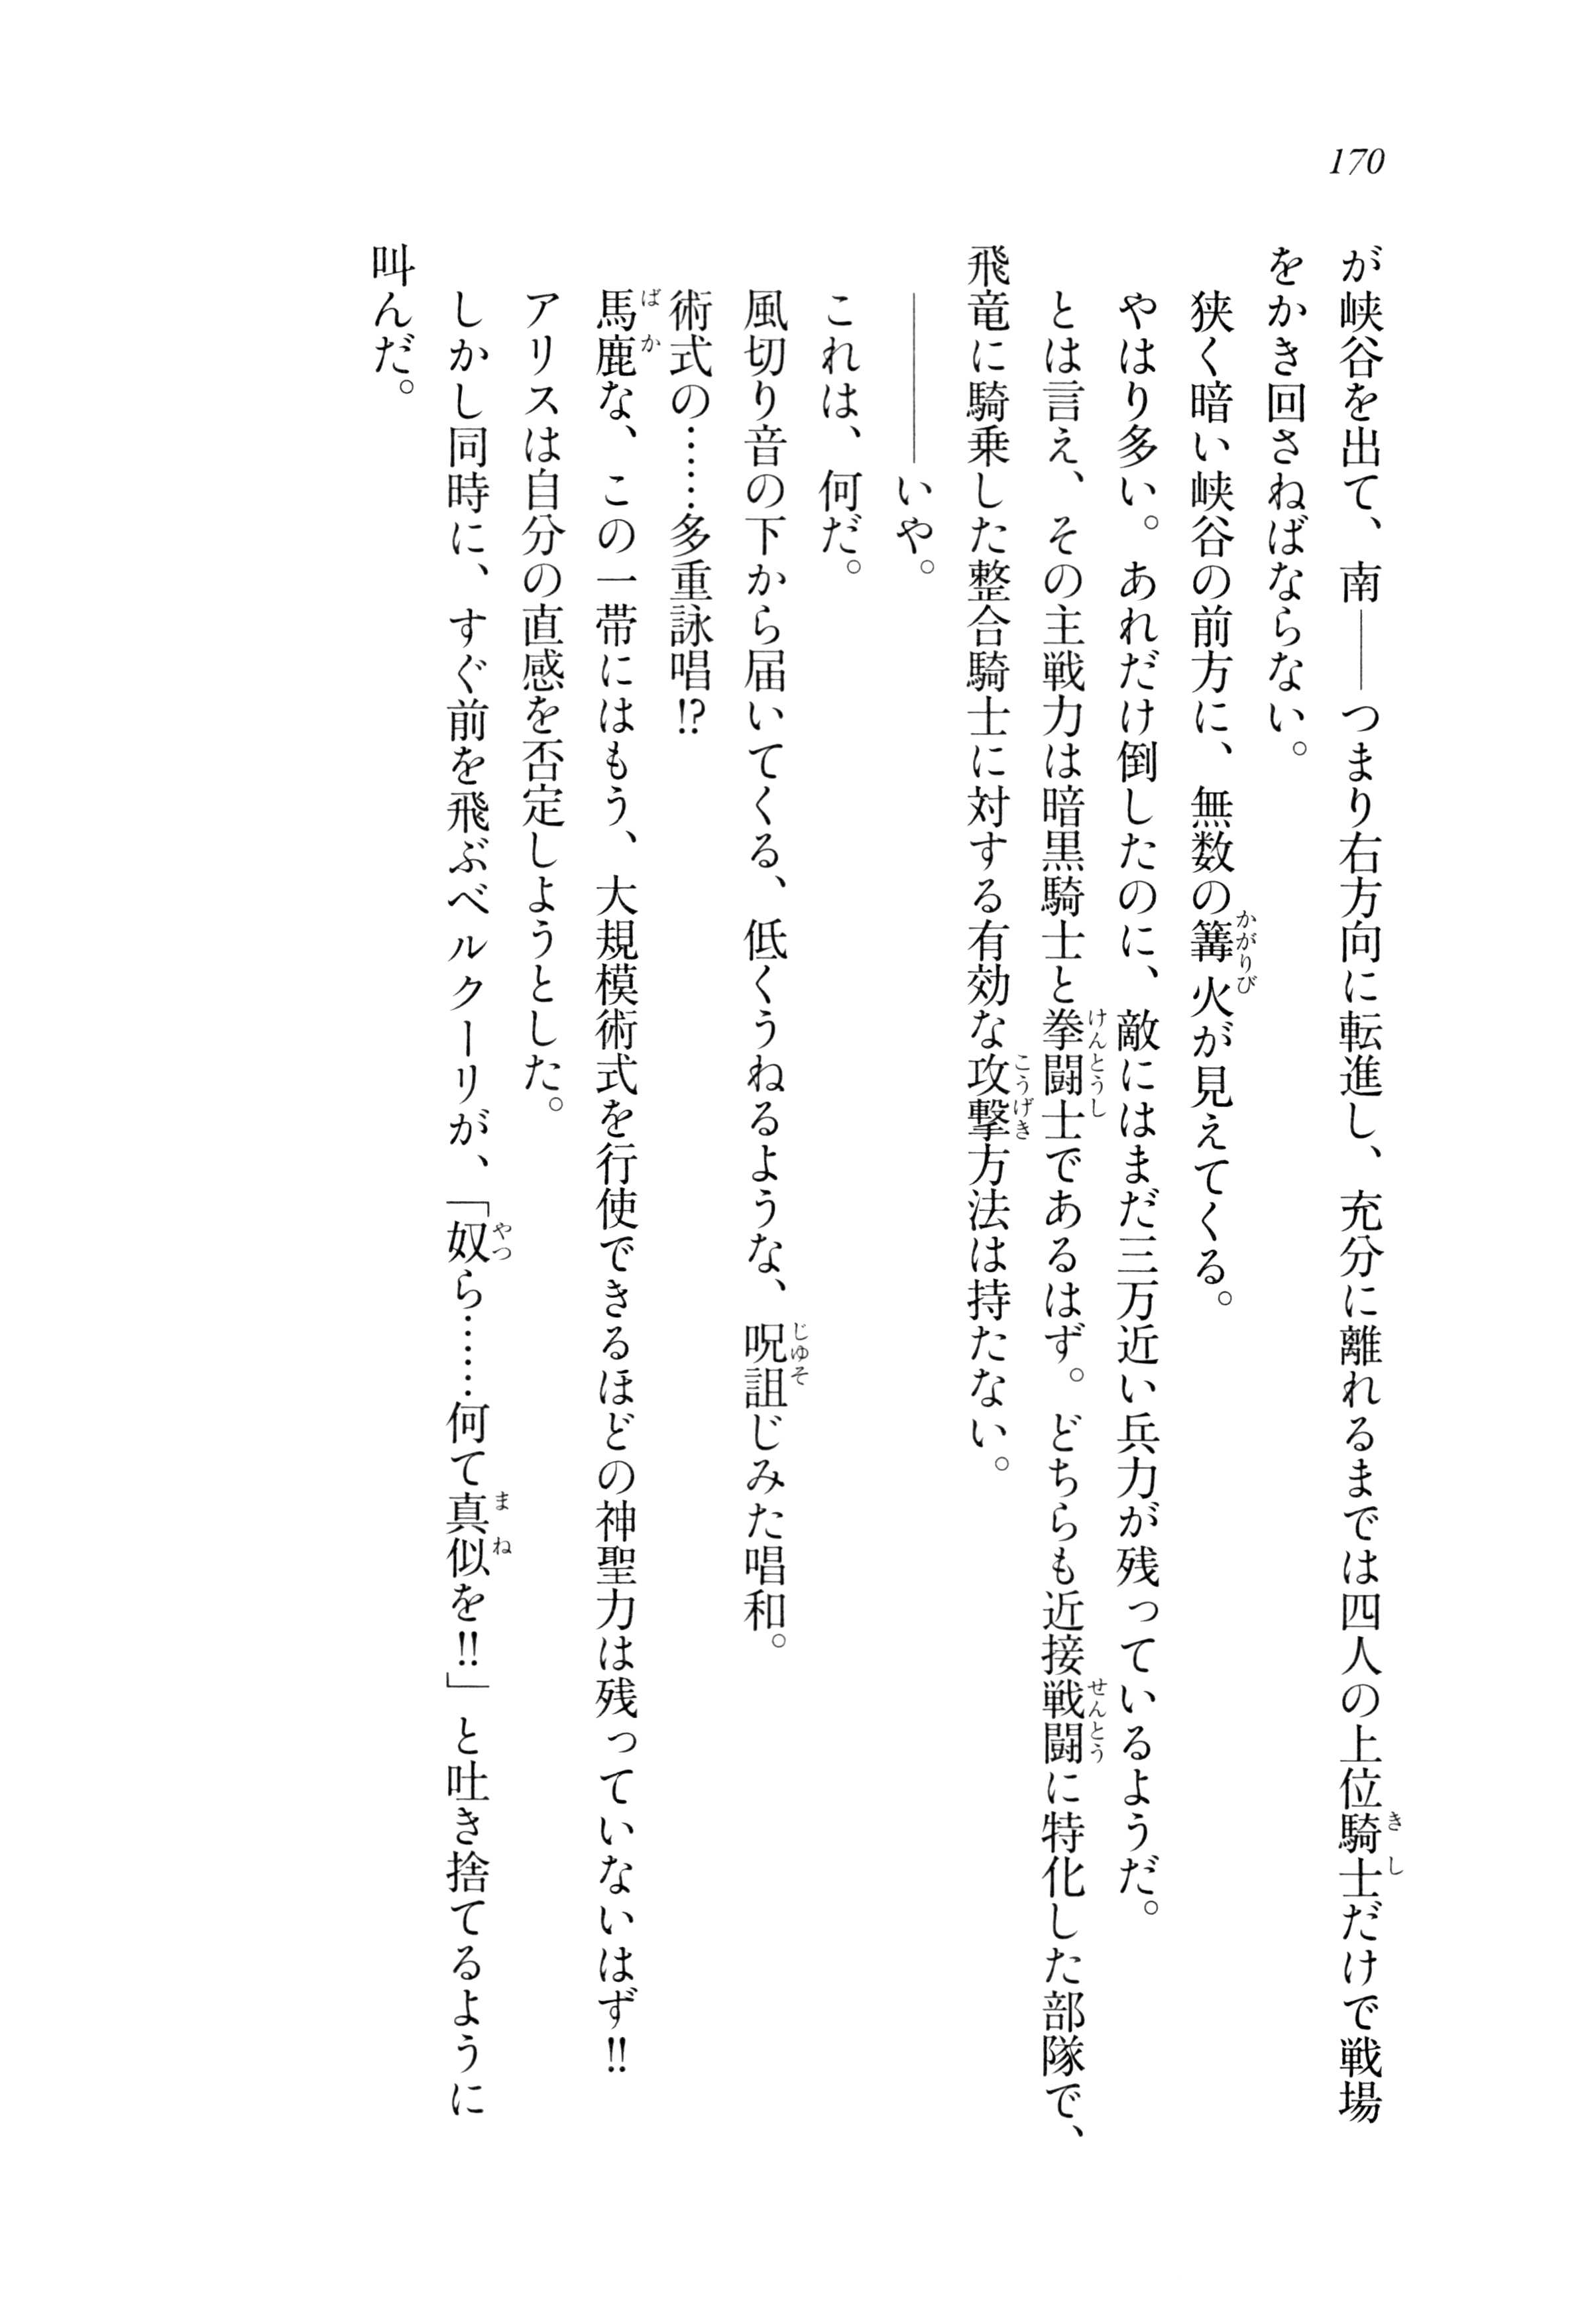 170
が峡谷を出て、南——つまり右方向に転進し、充分に離れるまでは四人の上位騎士だけで戦場
をかき回さねばならない。
狭く暗い峡谷の前方に、無数の篝火が見えてくる。
やはり多い。あれだけ倒したのに、敵にはまだ三万近い兵力が残っているようだ。
とは言え、その主戦力は暗黒騎士と拳闘士であるはず。どちらも近接戦闘に特化した部隊で、
飛竜に騎乗した整合騎士に対する有効な攻撃方法は持たない。
————いや。
これは、何だ。
風切り音の下から届いてくる、低くうねるような、呪詛じみた唱和。
術式の……多重詠唱!?
馬鹿な、この一帯にはもう、大規模術式を行使できるほどの神聖力は残っていないはず!!
アリスは自分の直感を否定しようとした。
しかし同時に、すぐ前を飛ぶベルクーリが、「奴ら……何て真似を!!」と吐き捨てるように
叫んだ。